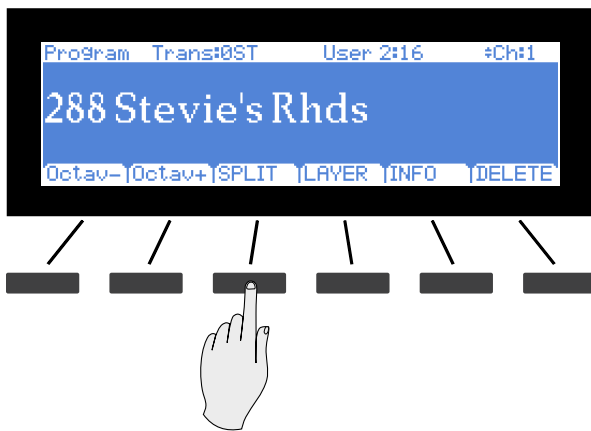 Program Trans:0ST User 2:16 ÷Ch:1
288 Stevie's Rhds
Octav- Octav+ SPLIT LAYER INFO DELETE